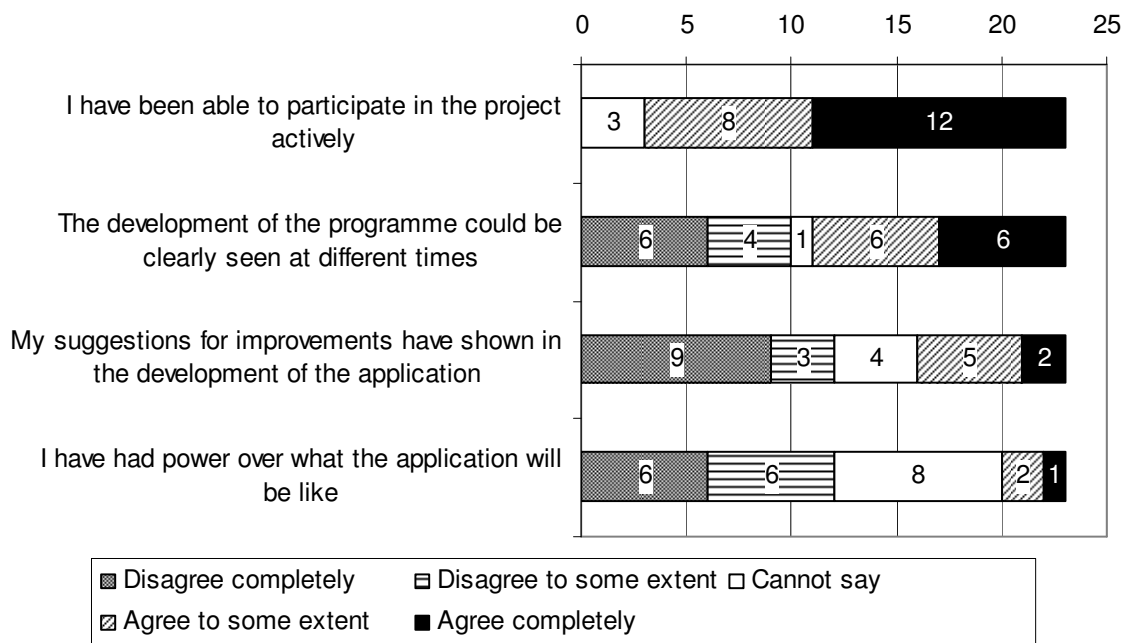 0 5 10 15 20 25
I have been able to participate in the project
actively
3 8 12
The development of the programme could be
clearly seen at different times
6 4 1 6 6
My suggestions for improvements have shown in
the development of the application
9 3 4 5 2
I have had power over what the application will
be like
6 6 8 2 1
Disagree completely Disagree to some extent Cannot say
Agree to some extent Agree completely